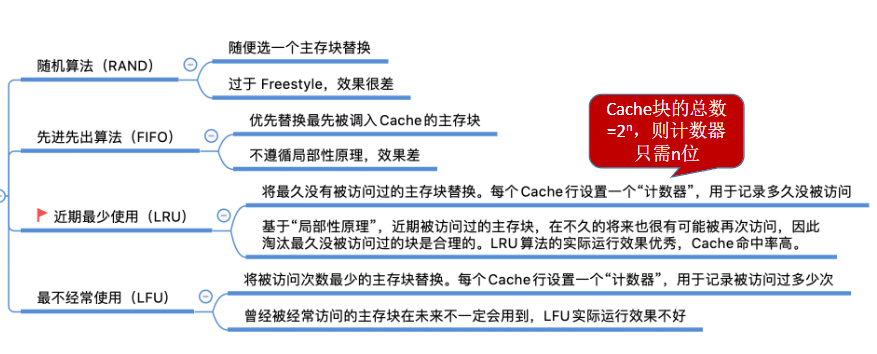 随便选一个主存块替换
随机算法（RAND）
过于 Freestyle，效果很差
Cache块的总数
=2ⁿ，则计数器
只需n位
优先替换最先被调入Cache的主存块
先进先出算法（FIFO）
不遵循局部性原理，效果差
将最久没有被访问过的主存块替换。每个Cache行设置一个“计数器”，用于记录多久没被访问
近期最少使用（LRU）
基于“局部性原理”，近期被访问过的主存块，在不久的将来也很有可能被再次访问，因此
淘汰最久没被访问过的块是合理的。LRU算法的实际运行效果优秀，Cache命中率高。
将被访问次数最少的主存块替换。每个Cache行设置一个“计数器”，用于记录被访问过多少次
最不经常使用（LFU）
曾经被经常访问的主存块在未来不一定会用到，LFU实际运行效果不好